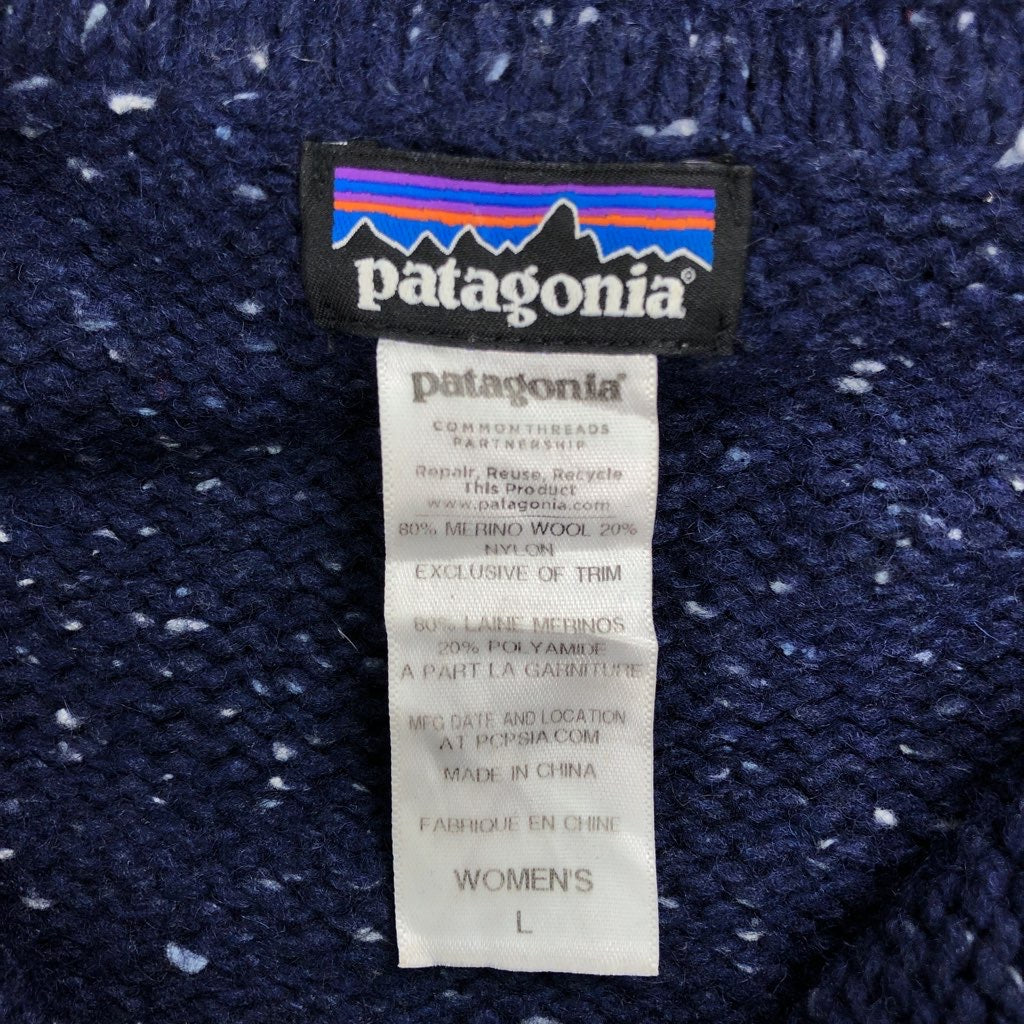 patagonia®
patagonia®
COMMON THREADS
PARTNERSHIP
Repair, Reuse, Recycle
This Product
www.patagonia.com
80% MERINO WOOL 20%
NYLON
EXCLUSIVE OF TRIM
80% LAINE MERINOS
20% POLYAMIDE
A PART LA GARNITURE
MFG DATE AND LOCATION
AT PCPSIA.COM
MADE IN CHINA
FABRIQUE EN CHINE
WOMEN'S
L